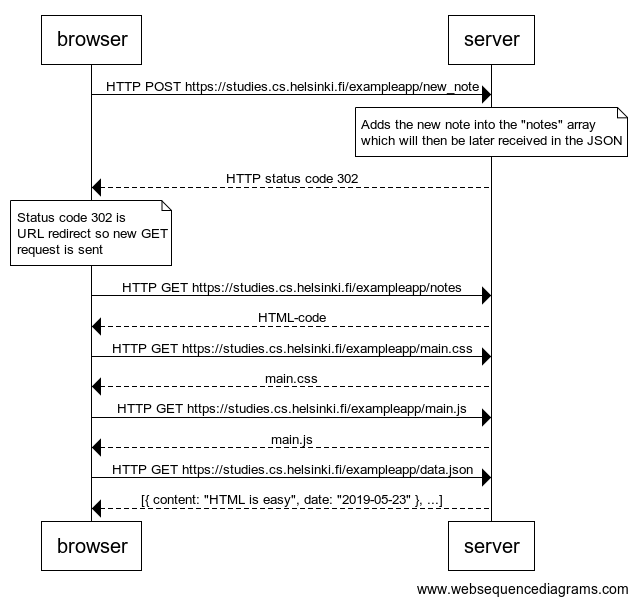 browser
server
HTTP POST https://studies.cs.helsinki.fi/exampleapp/new_note
Adds the new note into the "notes" array
which will then be later received in the JSON
HTTP status code 302
Status code 302 is
URL redirect so new GET
request is sent
HTTP GET https://studies.cs.helsinki.fi/exampleapp/notes
HTML-code
HTTP GET https://studies.cs.helsinki.fi/exampleapp/main.css
main.css
HTTP GET https://studies.cs.helsinki.fi/exampleapp/main.js
main.js
HTTP GET https://studies.cs.helsinki.fi/exampleapp/data.json
[{ content: "HTML is easy", date: "2019-05-23" }, ...]
browser
server
www.websequencediagrams.com